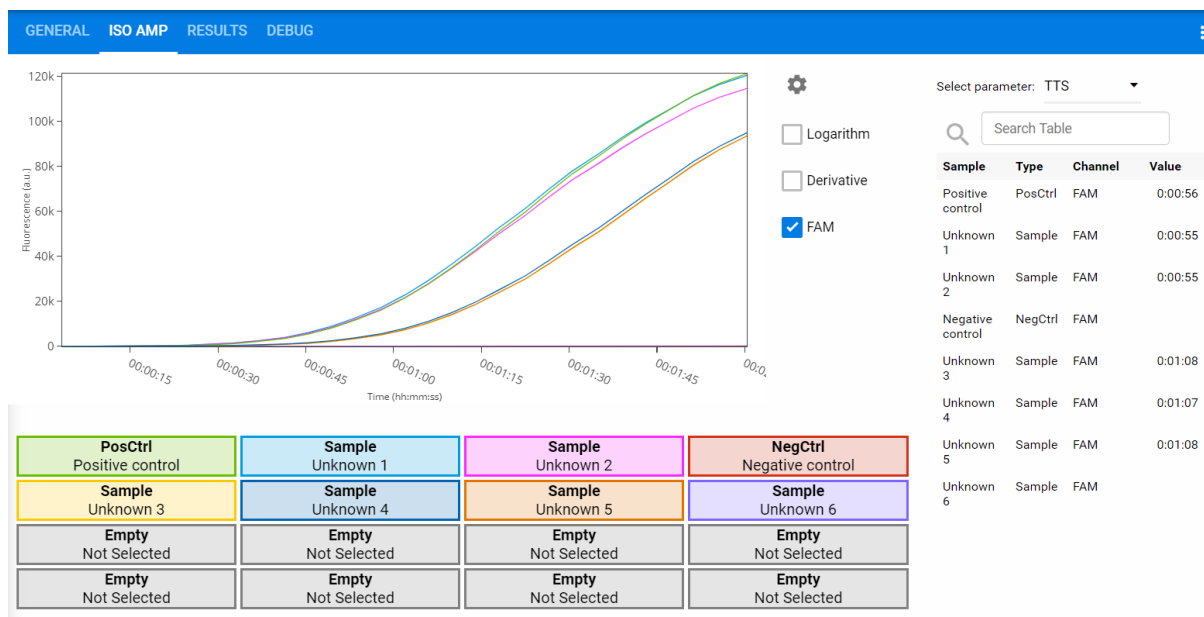 GENERAL ISO AMP RESULTS DEBUG
120k
100k
80k
60k
40k
20k
0
Fluorescence (a.u.)
00:00:15 00:00:30 00:00:45 00:01:00 00:01:15 00:01:30 00:01:45 00:0
Time (hh:mm:ss)
Logarithm
Derivative
FAM
Select parameter: TTS
Search Table
Sample Type Channel Value
Positive control PosCtrl FAM 0:00:56
Unknown 1 Sample FAM 0:00:55
Unknown 2 Sample FAM 0:00:55
Negative control NegCtrl FAM
Unknown 3 Sample FAM 0:01:08
Unknown 4 Sample FAM 0:01:07
Unknown 5 Sample FAM 0:01:08
Unknown 6 Sample FAM
PosCtrl Sample Sample NegCtrl
Positive control Unknown 1 Unknown 2 Negative control
Sample Sample Sample Sample
Unknown 3 Unknown 4 Unknown 5 Unknown 6
Empty Empty Empty Empty
Not Selected Not Selected Not Selected Not Selected
Empty Empty Empty Empty
Not Selected Not Selected Not Selected Not Selected